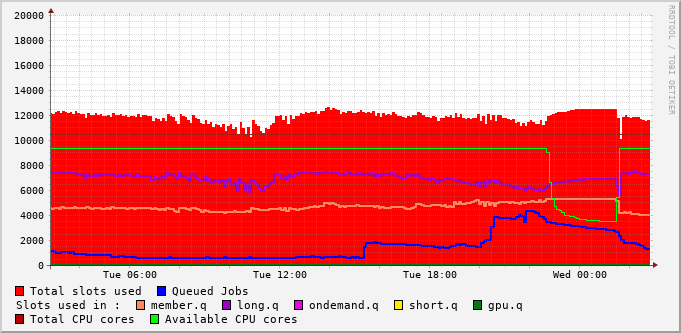 20000
18000
16000
14000
12000
10000
8000
6000
4000
2000
0
Tue 06:00 Tue 12:00 Tue 18:00 Wed 00:00
Total slots used Queued Jobs
Slots used in : member.q long.q ondemand.q short.q gpu.q
Total CPU cores Available CPU cores
RRDTOOL / TOBI OETIKER